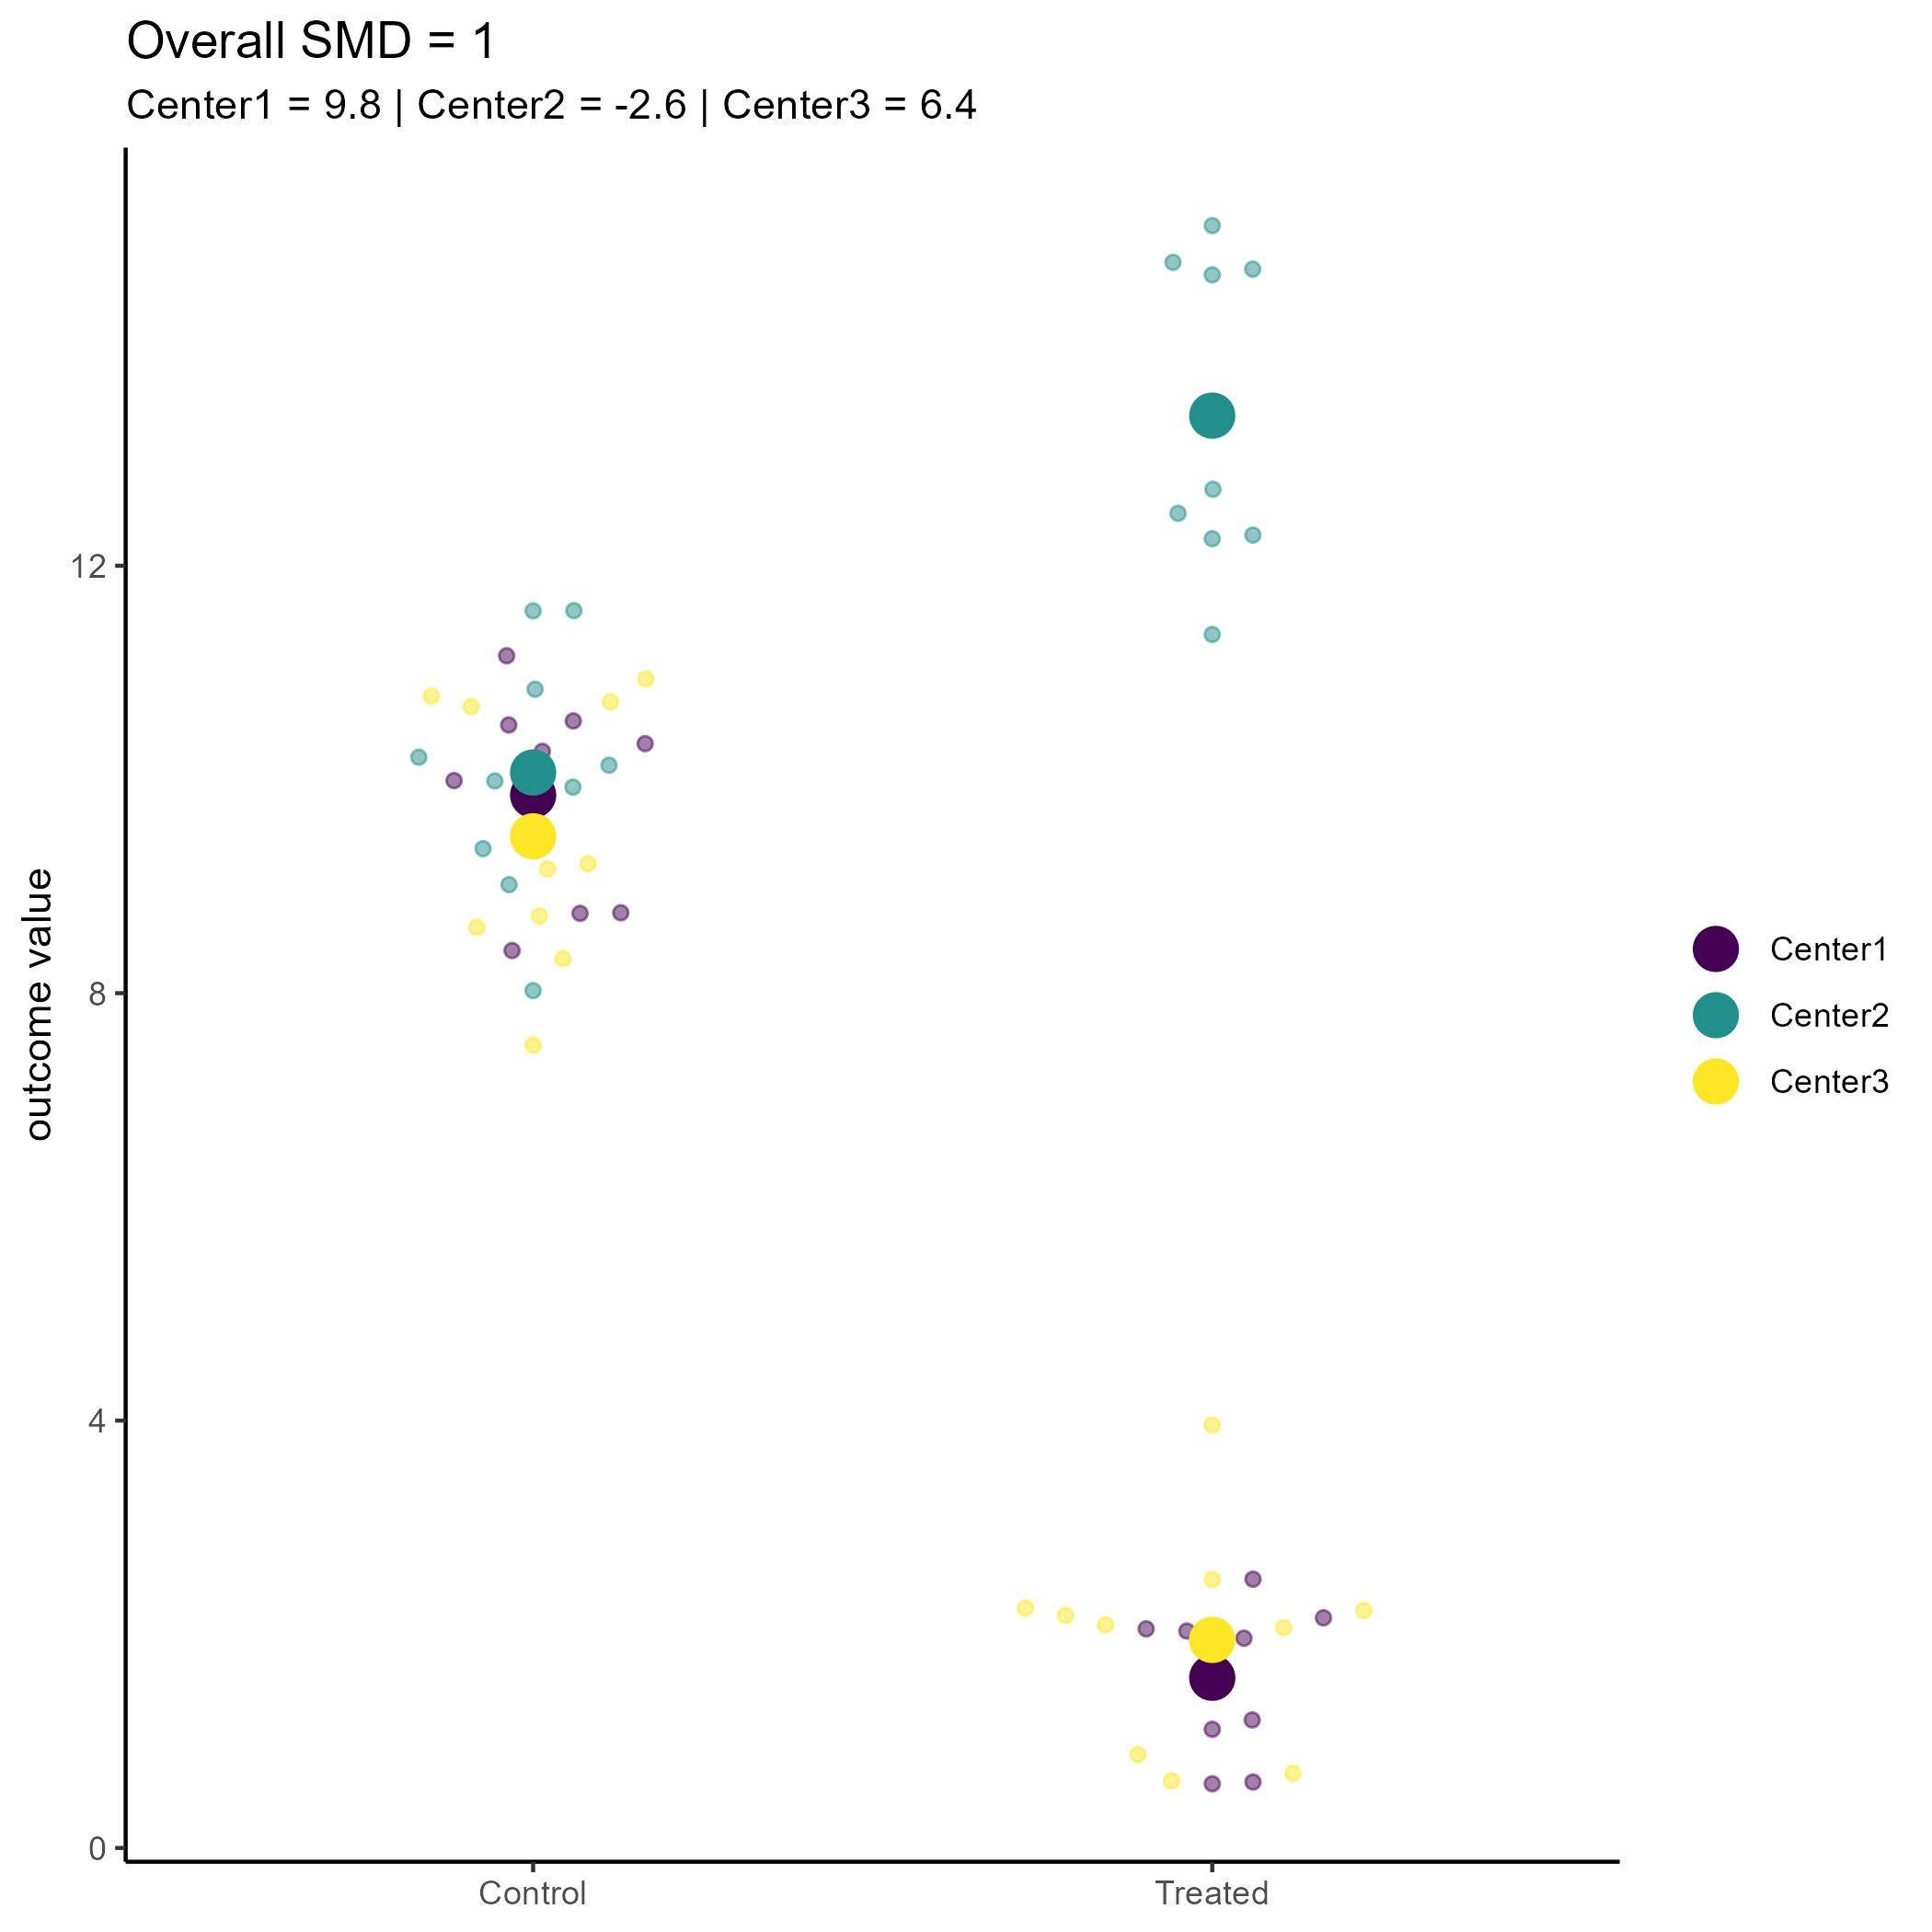 Overall SMD = 1
Center1 = 9.8 | Center2 = -2.6 | Center3 = 6.4
outcome value
12
8
4
0
Control
Treated
Center1
Center2
Center3